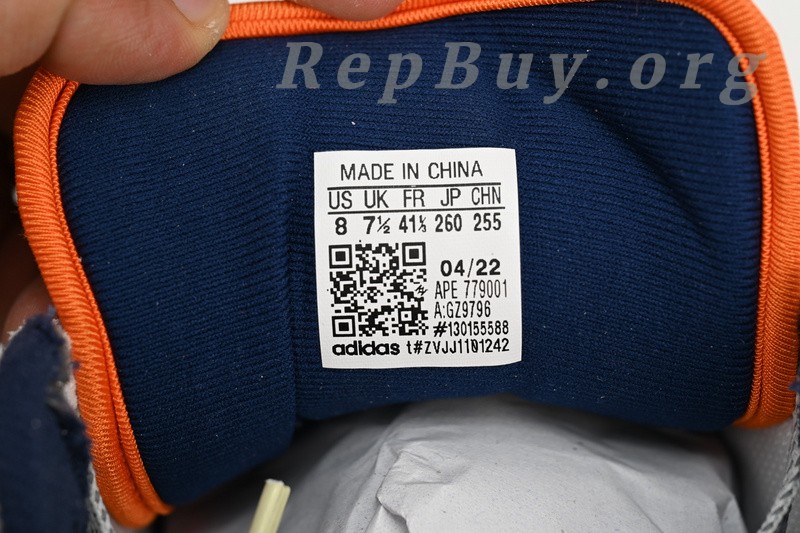 RepBuy.org
MADE IN CHINA
US UK FR JP CHN
8 7½ 41⅓ 260 255
04/22
APE 779001
A:GZ9796
#130155588
adidas t#ZVJJ1101242